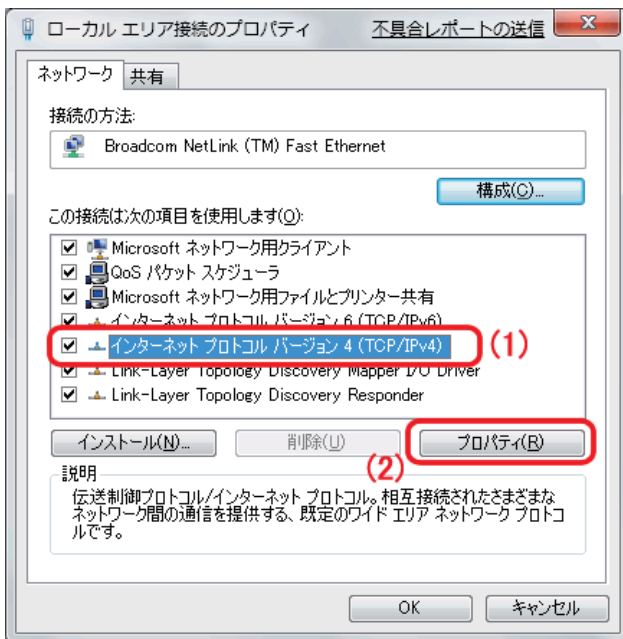 ローカル エリア接続のプロパティ 不具合レポートの送信
ネットワーク 共有
接続の方法:
Broadcom NetLink (TM) Fast Ethernet
構成(C)...
この接続は次の項目を使用します(O):
Microsoft ネットワーク用クライアント
QoS パケット スケジューラ
Microsoft ネットワーク用ファイルとプリンター共有
インターネット プロトコル バージョン 6 (TCP/IPv6)
インターネット プロトコル バージョン 4 (TCP/IPv4) (1)
Link-Layer Topology Discovery Mapper I/O Driver
Link-Layer Topology Discovery Responder
インストール(N)... 削除(U) プロパティ(R)
(2)
説明
伝送制御プロトコル/インターネット プロトコル。相互接続されたさまざまな
ネットワーク間の通信を提供する、既定のワイド エリア ネットワーク プロトコ
ルです。
OK キャンセル